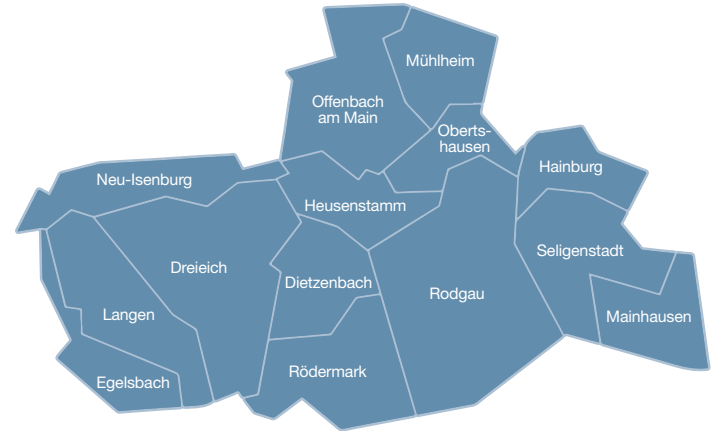 Mühlheim
Offenbach
am Main
Oberts-
hausen
Hainburg
Neu-Isenburg
Heusenstamm
Seligenstadt
Dreieich
Dietzenbach
Rodgau
Langen
Mainhausen
Rödermark
Egelsbach